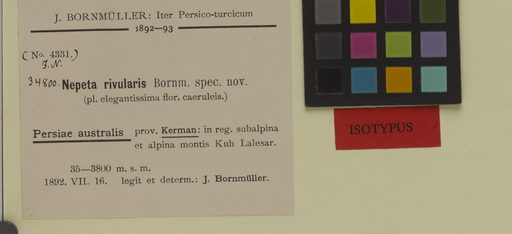 J. BORNMÜLLER: Iter Persico-turcicum
1892—93
(No. 4331.)
J. N.
34800. Nepeta rivularis Bornm. spec. nov.
(pl. elegantissima flor. caeruleis.)
Persiae australis prov. Kerman: in reg. subalpina
et alpina montis Kuh Lalesar.
35—3800 m. s. m.
1892. VII. 16. legit et determ.: J. Bornmüller.
ISOTYPUS